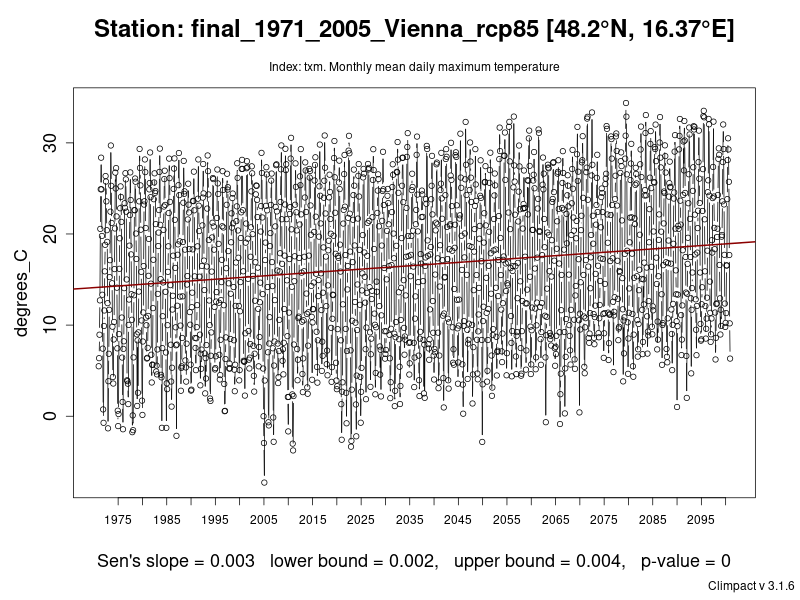 Station: final_1971_2005_Vienna_rcp85 [48.2°N, 16.37°E]
Index: txm. Monthly mean daily maximum temperature
degrees_C
30
20
10
0
1975 1985 1995 2005 2015 2025 2035 2045 2055 2065 2075 2085 2095
Sen's slope = 0.003 lower bound = 0.002, upper bound = 0.004, p-value = 0
Climpact v 3.1.6